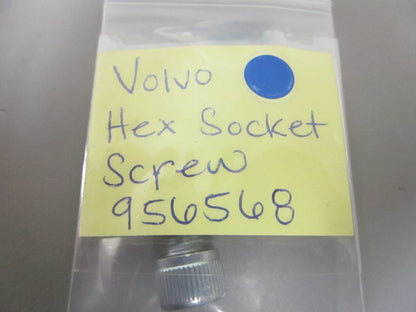 Volvo
Hex Socket
Screw
956568